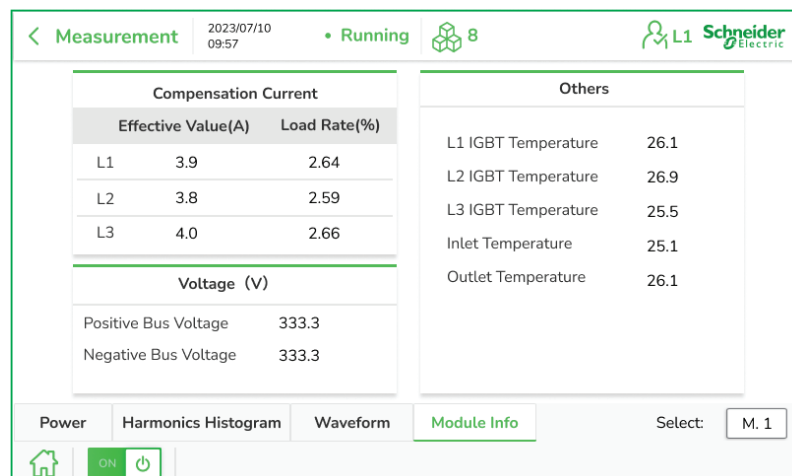 Measurement 2023/07/10 09:57 • Running 8 L1 Schneider Electric
Compensation Current
Effective Value(A) Load Rate(%)
L1 3.9 2.64
L2 3.8 2.59
L3 4.0 2.66
Voltage（V）
Positive Bus Voltage 333.3
Negative Bus Voltage 333.3
Others
L1 IGBT Temperature 26.1
L2 IGBT Temperature 26.9
L3 IGBT Temperature 25.5
Inlet Temperature 25.1
Outlet Temperature 26.1
Power Harmonics Histogram Waveform Module Info Select: M. 1
ON